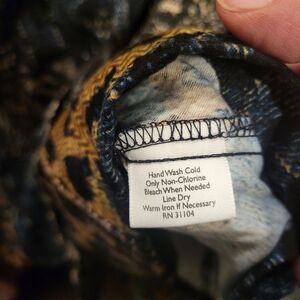 Hand Wash Cold
Only Non-Chlorine
Bleach When Needed
Line Dry
Warm Iron If Necessary
RN 31104